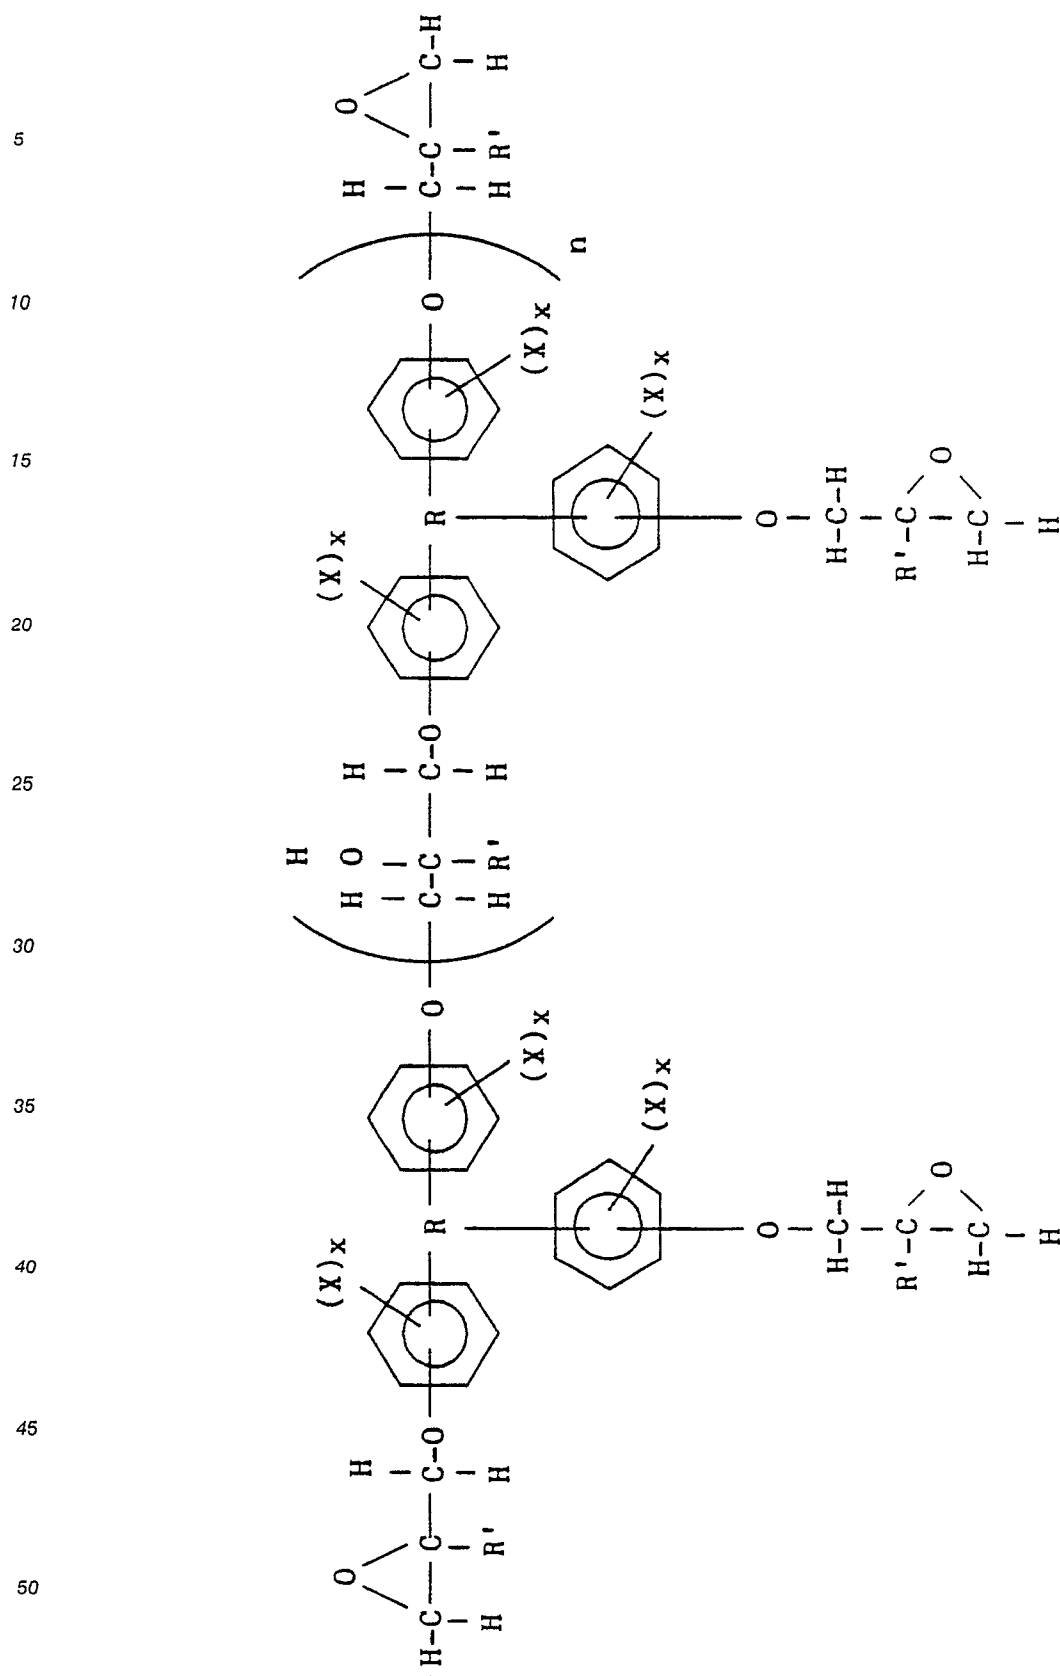 5
10
15
20
25
30
35
40
45
50
H
(X)x (X)x
O H H O H H O
H-C-C-C-O R O-C-C-C-O R O-C-C-C-H
H R' H H R' H H R' H
(X)x (X)x
n
(X)x (X)x
O O
H-C-H H-C-H
R'-C R'-C
O O
H-C H-C
H H